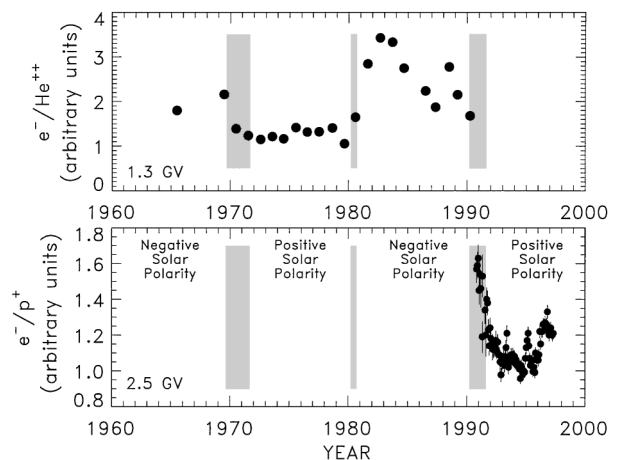 e⁻/He⁺⁺
(arbitrary units)
4
3
2
1
0
1.3 GV
1960 1970 1980 1990 2000
e⁻/p⁺
(arbitrary units)
1.8
1.6
1.4
1.2
1.0
0.8
Negative
Solar
Polarity
Positive
Solar
Polarity
Negative
Solar
Polarity
Positive
Solar
Polarity
2.5 GV
1960 1970 1980 1990 2000
YEAR